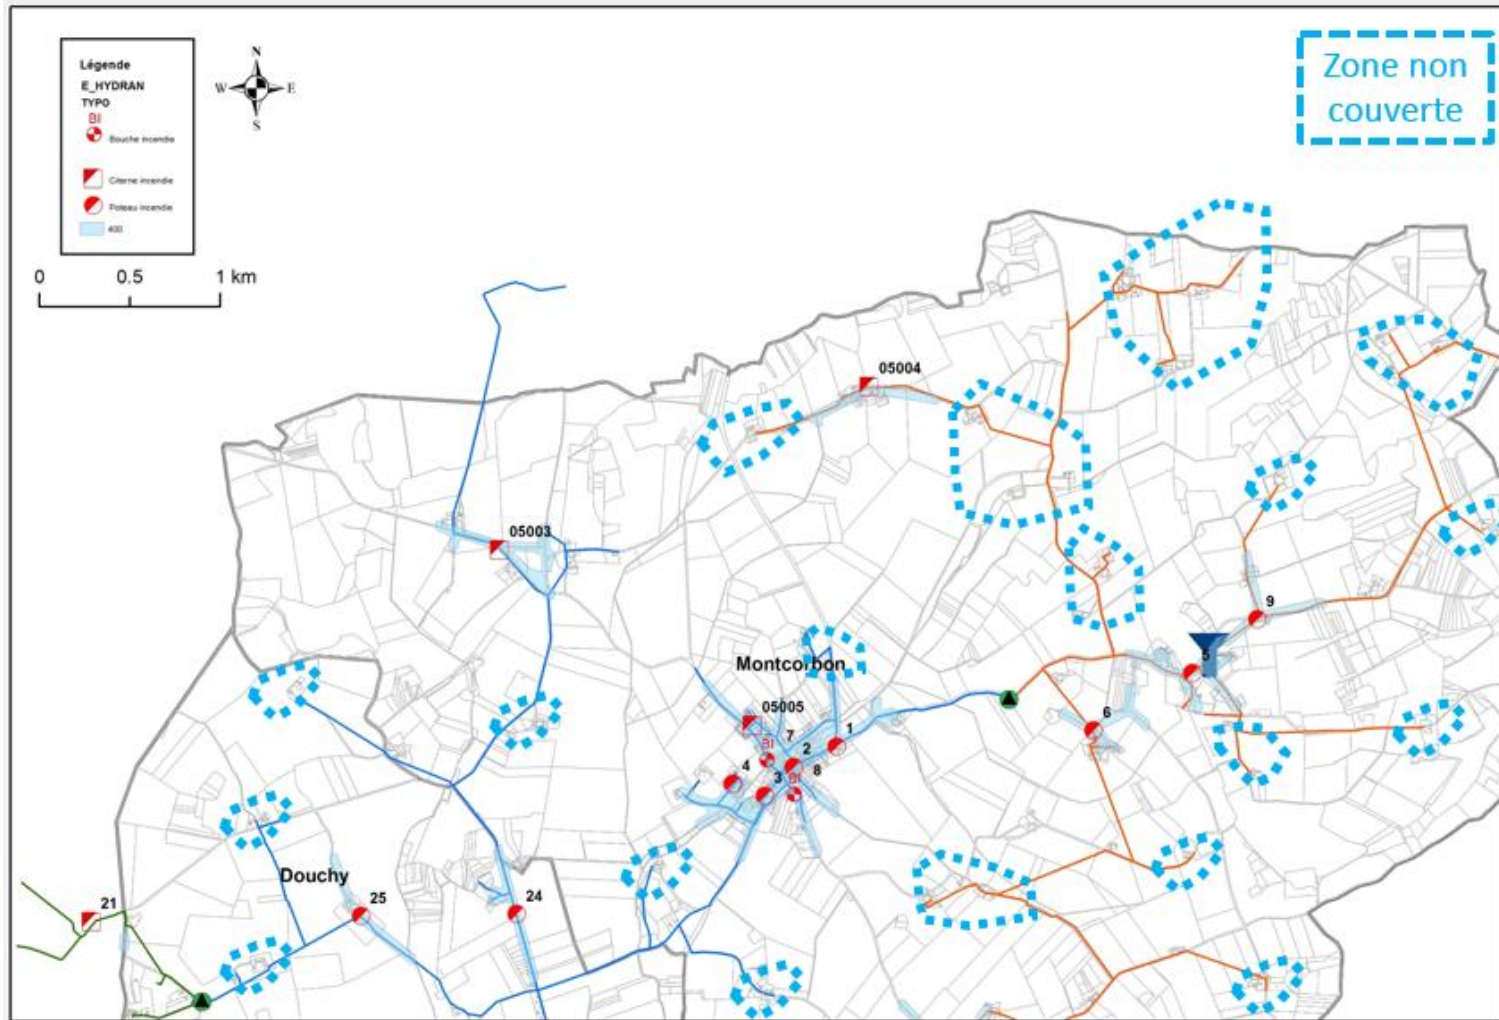 Légende
E_HYDRAN
TYPO
BI
Bouche incendie
Citerne incendie
Poteau incendie
400
N
W
E
S
0 0.5 1 km
Zone non
couverte
05004
05003
9
5
Montcorbon
05005
6
7
1
BI
2
4
3
8
BI
Douchy
25
24
21